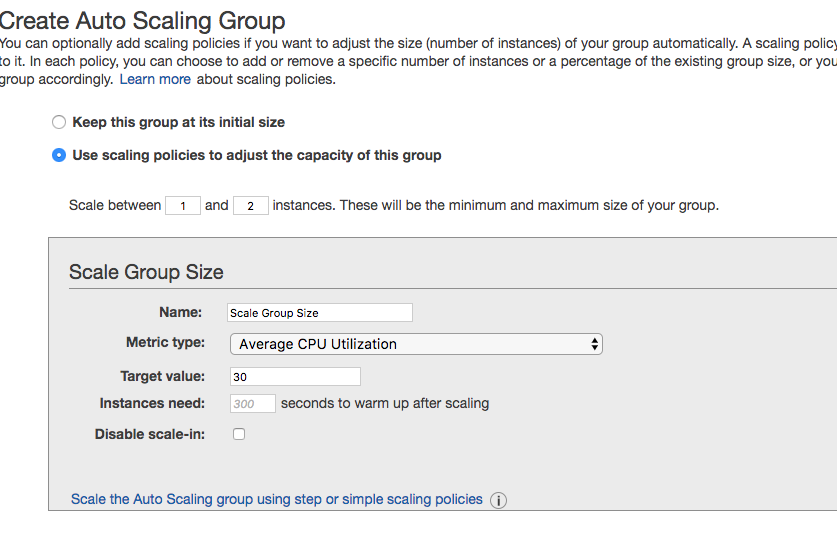 Create Auto Scaling Group
You can optionally add scaling policies if you want to adjust the size (number of instances) of your group automatically. A scaling policy
to it. In each policy, you can choose to add or remove a specific number of instances or a percentage of the existing group size, or you
group accordingly. Learn more about scaling policies.
Keep this group at its initial size
Use scaling policies to adjust the capacity of this group
Scale between 1 and 2 instances. These will be the minimum and maximum size of your group.
Scale Group Size
Name: Scale Group Size
Metric type: Average CPU Utilization
Target value: 30
Instances need: 300 seconds to warm up after scaling
Disable scale-in:
Scale the Auto Scaling group using step or simple scaling policies i